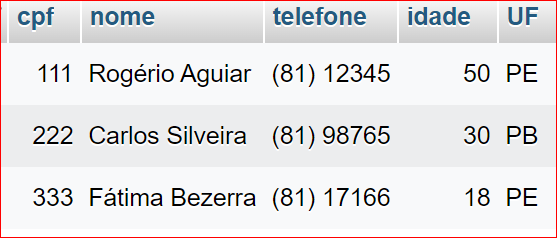 cpf nome telefone idade UF
111 Rogério Aguiar (81) 12345 50 PE
222 Carlos Silveira (81) 98765 30 PB
333 Fátima Bezerra (81) 17166 18 PE